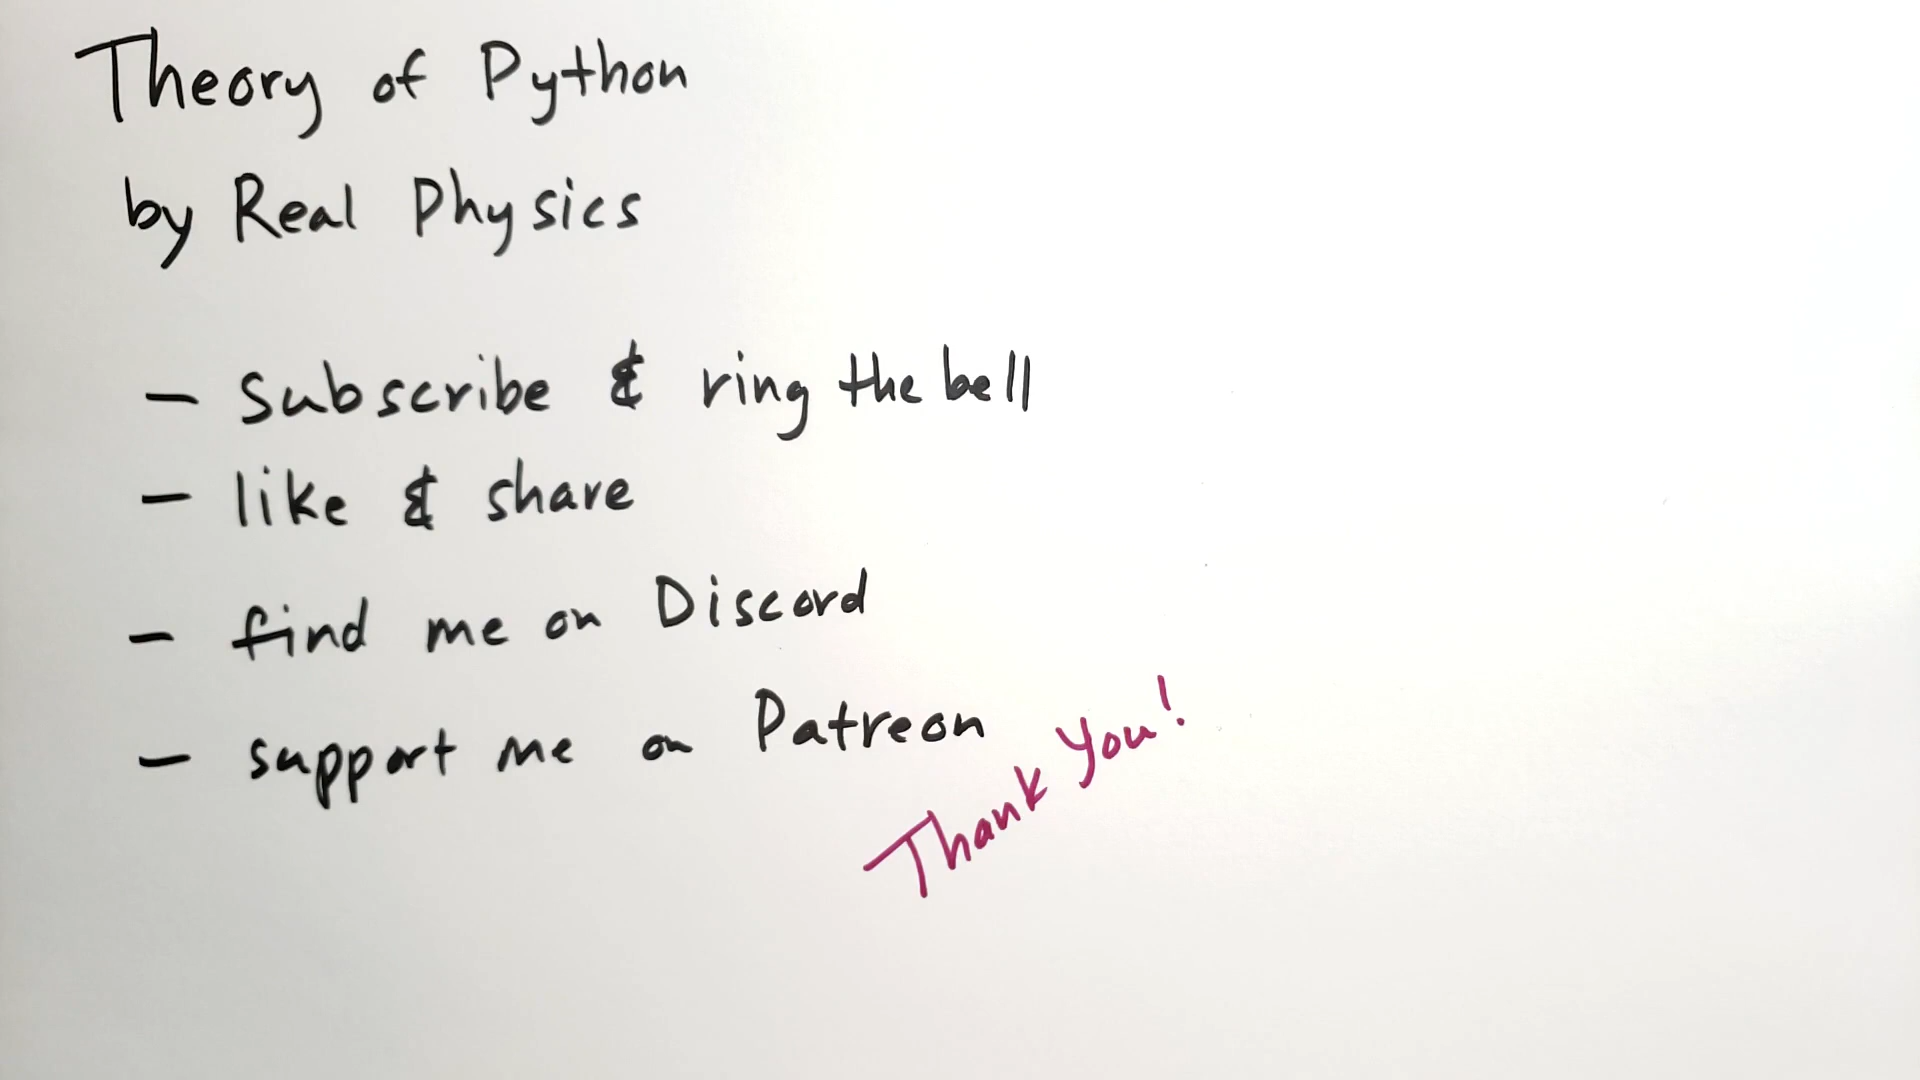 Theory of Python
by Real Physics
- subscribe & ring the bell
- like & share
- find me on Discord
- support me on Patreon
Thank You!